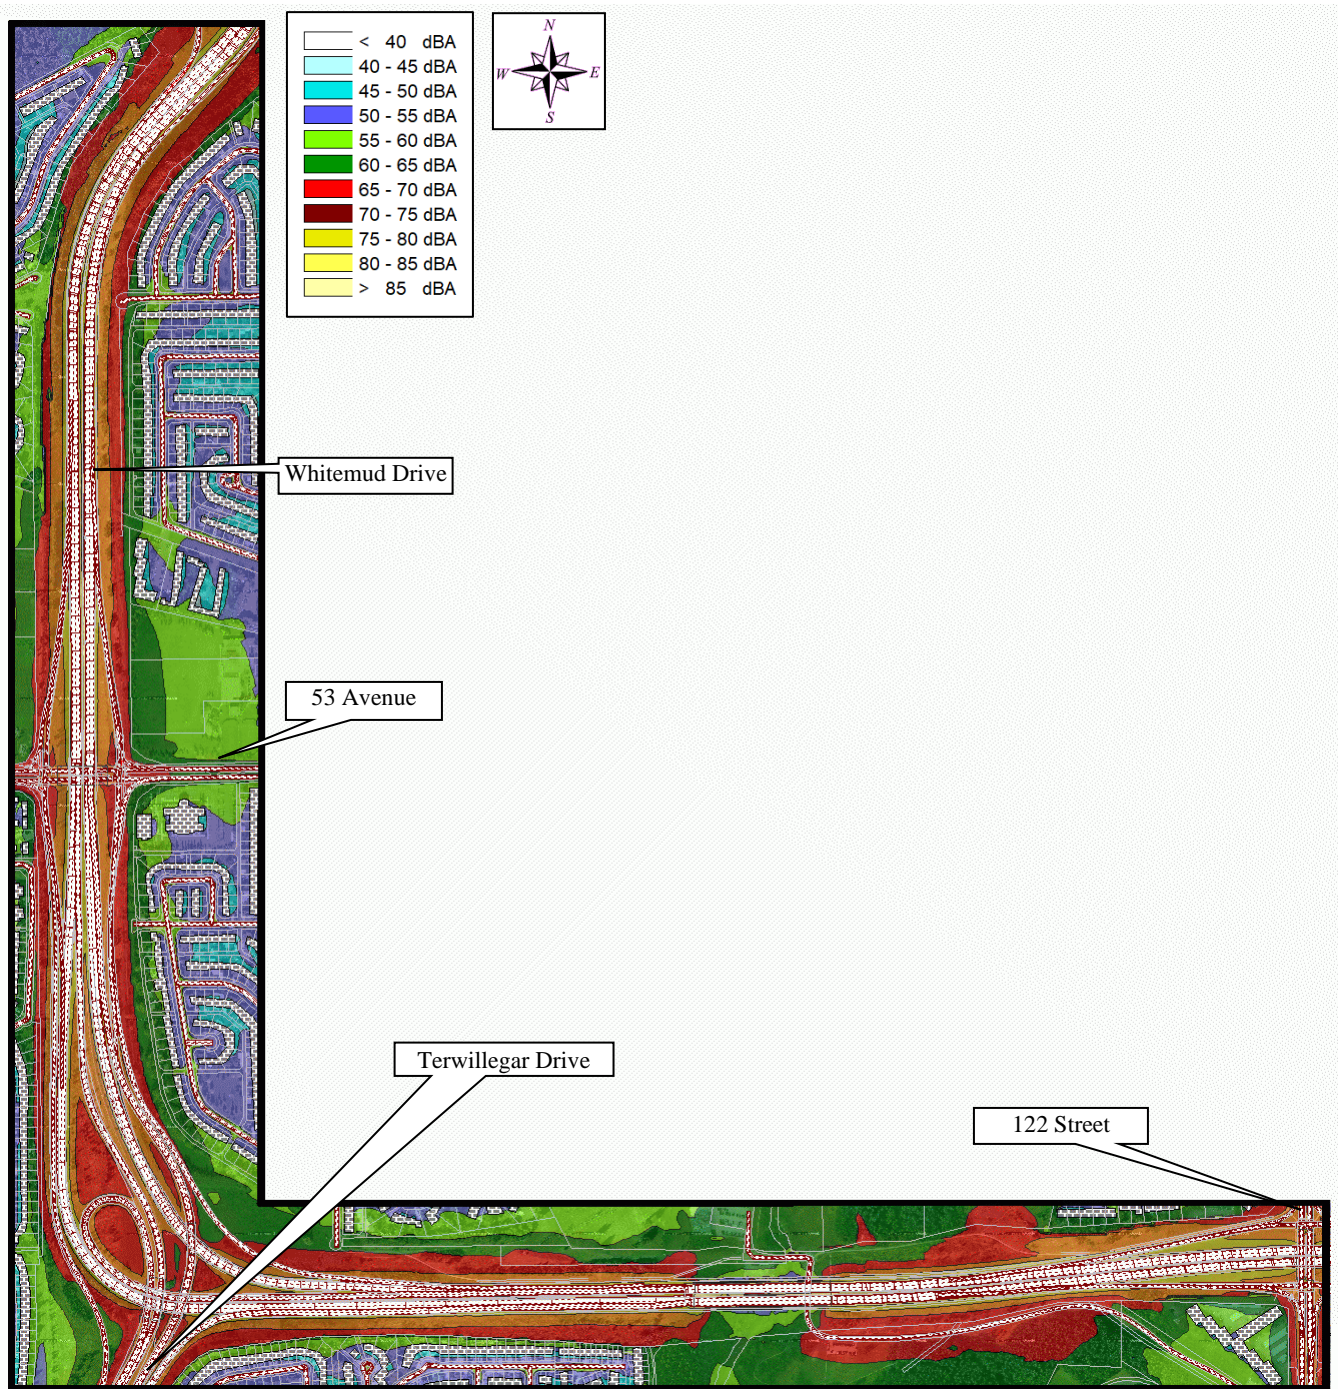 < 40 dBA
40 - 45 dBA
45 - 50 dBA
50 - 55 dBA
55 - 60 dBA
60 - 65 dBA
65 - 70 dBA
70 - 75 dBA
75 - 80 dBA
80 - 85 dBA
> 85 dBA
N
W E
S
Whitemud Drive
53 Avenue
Terwillegar Drive
122 Street